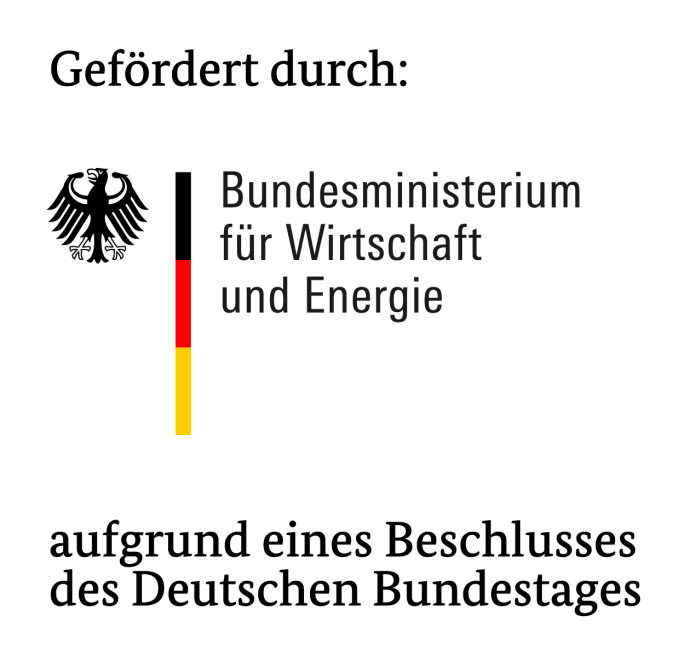 Gefördert durch:
Bundesministerium
für Wirtschaft
und Energie
aufgrund eines Beschlusses
des Deutschen Bundestages